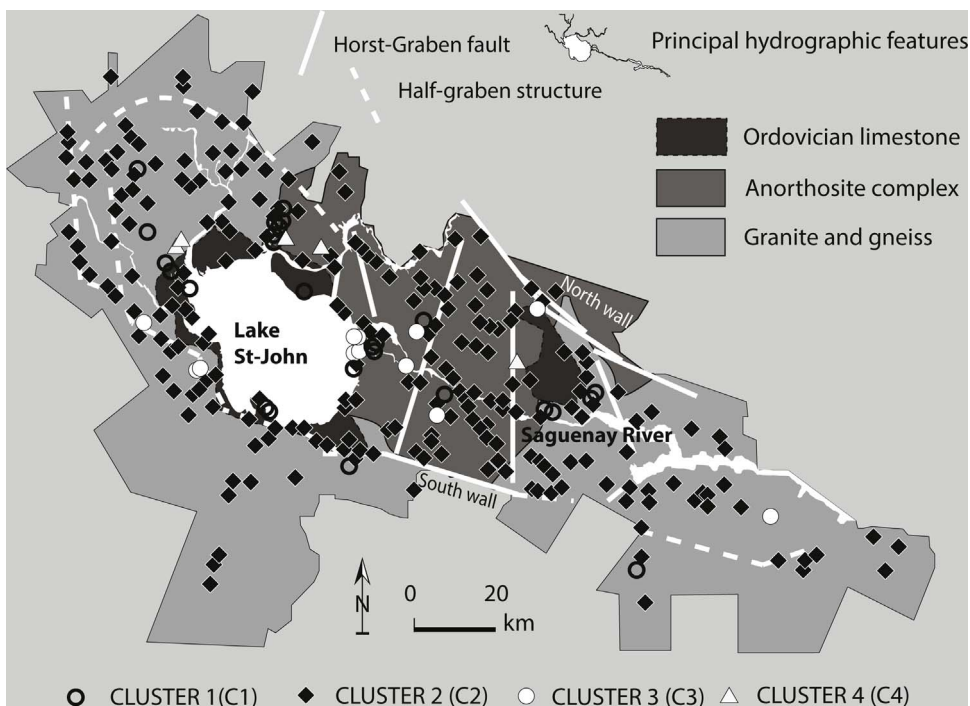 Horst-Graben fault
Principal hydrographic features
Half-graben structure
Ordovician limestone
Anorthosite complex
Granite and gneiss
North wall
Lake
St-John
Saguenay River
South wall
N
0 20
km
CLUSTER 1(C1) CLUSTER 2 (C2) CLUSTER 3 (C3) CLUSTER 4 (C4)